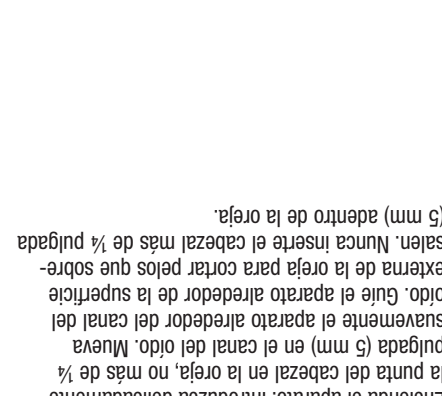 Encienda el aparato. Introduzca delicadamente
la punta del cabezal en la oreja, no más de ¼
pulgada (5 mm) en el canal del oído. Mueva
suavemente el aparato alrededor del canal del
oído. Guíe el aparato alrededor de la superficie
externa de la oreja para cortar pelos que sobre-
salen. Nunca inserte el cabezal más de ¼ pulgada
(5 mm) adentro de la oreja.